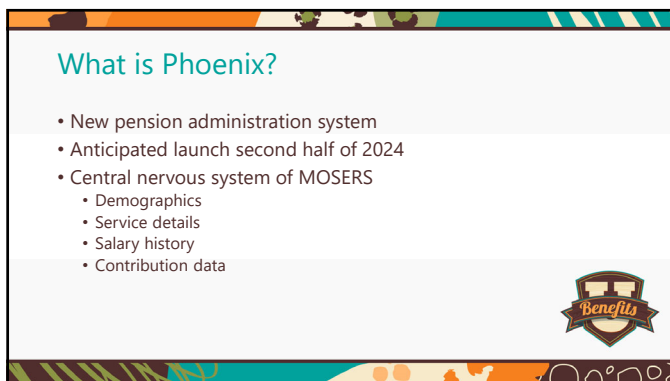 What is Phoenix?
• New pension administration system
• Anticipated launch second half of 2024
• Central nervous system of MOSERS
• Demographics
• Service details
• Salary history
• Contribution data
U
Benefits